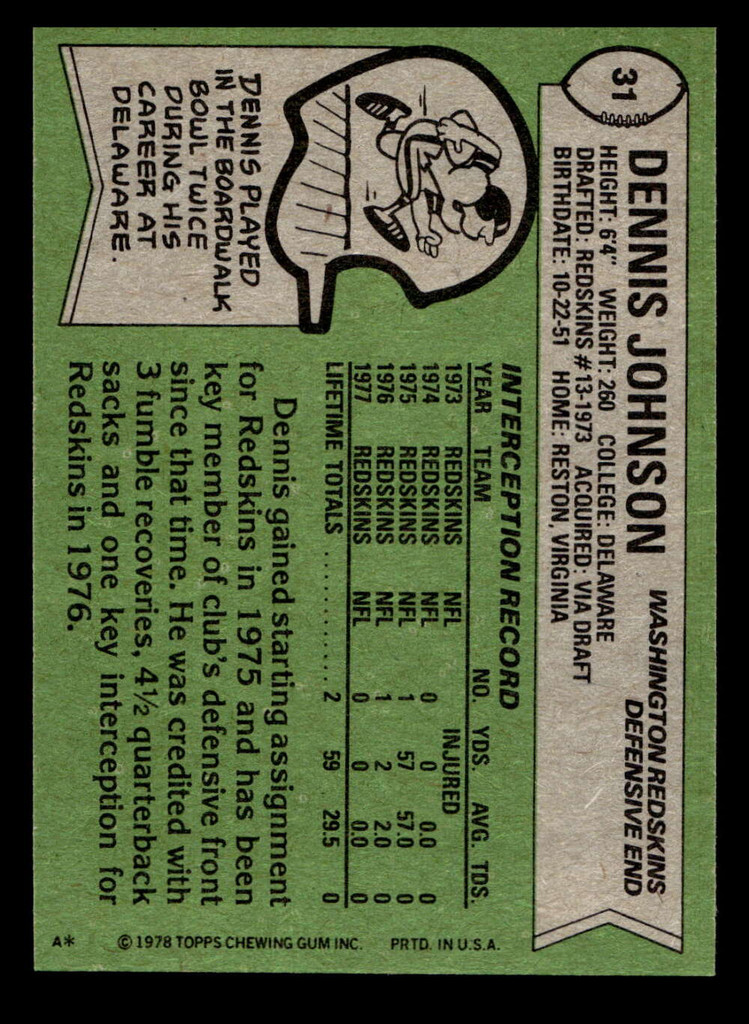 31
DENNIS JOHNSON
WASHINGTON REDSKINS
DEFENSIVE END
HEIGHT: 6'4" WEIGHT: 260 COLLEGE: DELAWARE
DRAFTED: REDSKINS #13-1973 ACQUIRED: VIA DRAFT
BIRTHDATE: 10-22-51 HOME: RESTON, VIRGINIA
DENNIS PLAYED
IN THE BOARDWALK
BOWL TWICE
DURING HIS
CAREER AT
DELAWARE.
INTERCEPTION RECORD
YEAR TEAM NO. YDS. AVG. TDS.
1973 REDSKINS NFL INJURED
1974 REDSKINS NFL 0 0 0.0 0
1975 REDSKINS NFL 1 57 57.0 0
1976 REDSKINS NFL 1 2 2.0 0
1977 REDSKINS NFL 0 0 0.0 0
LIFETIME TOTALS ............ 2 59 29.5 0
Dennis gained starting assignment
for Redskins in 1975 and has been
key member of club's defensive front
since that time. He was credited with
3 fumble recoveries, 4½ quarterback
sacks and one key interception for
Redskins in 1976.
A* © 1978 TOPPS CHEWING GUM INC. PRTD. IN U.S.A.